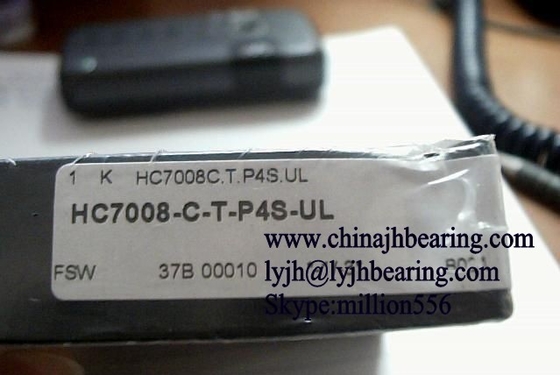 1 K HC7008C.T.P4S.UL
HC7008-C-T-P4S-UL
www.chinajhbearing.com
FSW 37B 00010
lyjh@lyjhbearing.com
Skype:million556